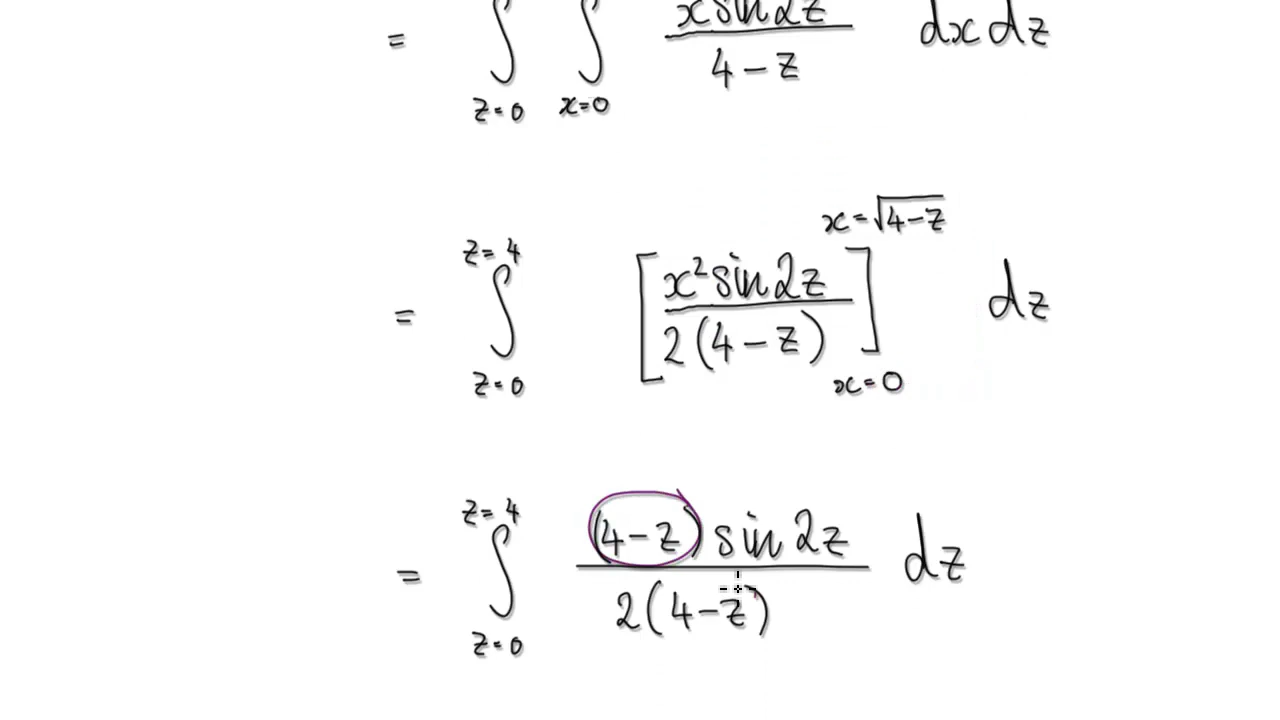 = ∫ ∫ x sin 2z / 4 − z dx dz
z=0 x=0
x=√4−z
z=4
= ∫ [ x² sin 2z / 2(4−z) ] dz
z=0 x=0
z=4
= ∫ (4−z) sin 2z / 2(4−z) dz
z=0